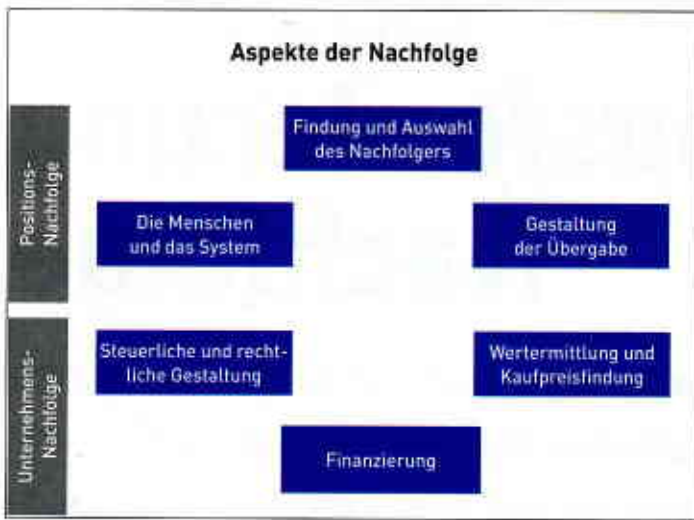 Aspekte der Nachfolge
Positions-
Nachfolge
Findung und Auswahl
des Nachfolgers
Die Menschen
und das System
Gestaltung
der Übergabe
Unternehmens-
Nachfolge
Steuerliche und recht-
liche Gestaltung
Wertermittlung und
Kaufpreisfindung
Finanzierung